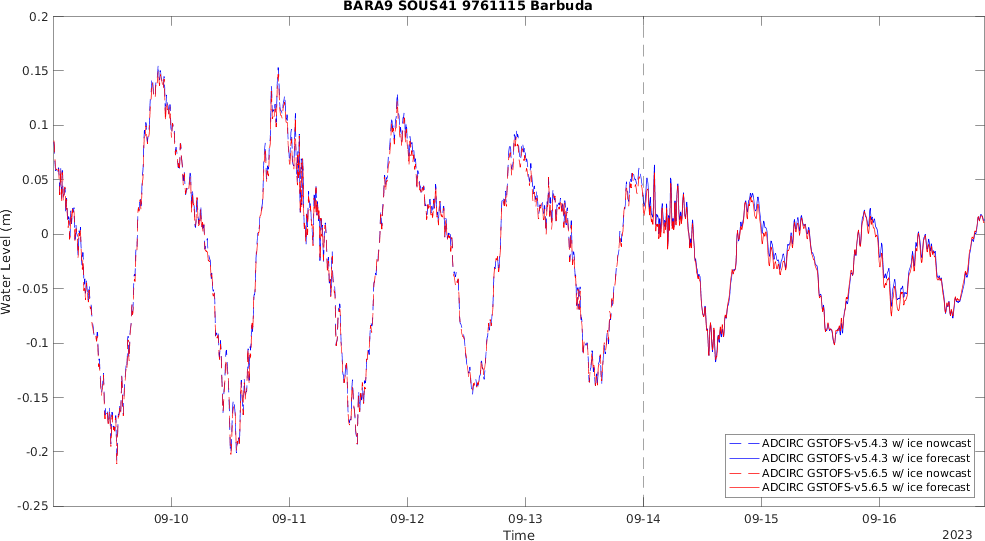 BARA9 SOUS41 9761115 Barbuda
0.2
0.15
0.1
0.05
0
-0.05
-0.1
-0.15
-0.2
-0.25
Water Level (m)
09-10
09-11
09-12
09-13
09-14
09-15
09-16
Time
2023
ADCIRC GSTOFS-v5.4.3 w/ ice nowcast
ADCIRC GSTOFS-v5.4.3 w/ ice forecast
ADCIRC GSTOFS-v5.6.5 w/ ice nowcast
ADCIRC GSTOFS-v5.6.5 w/ ice forecast